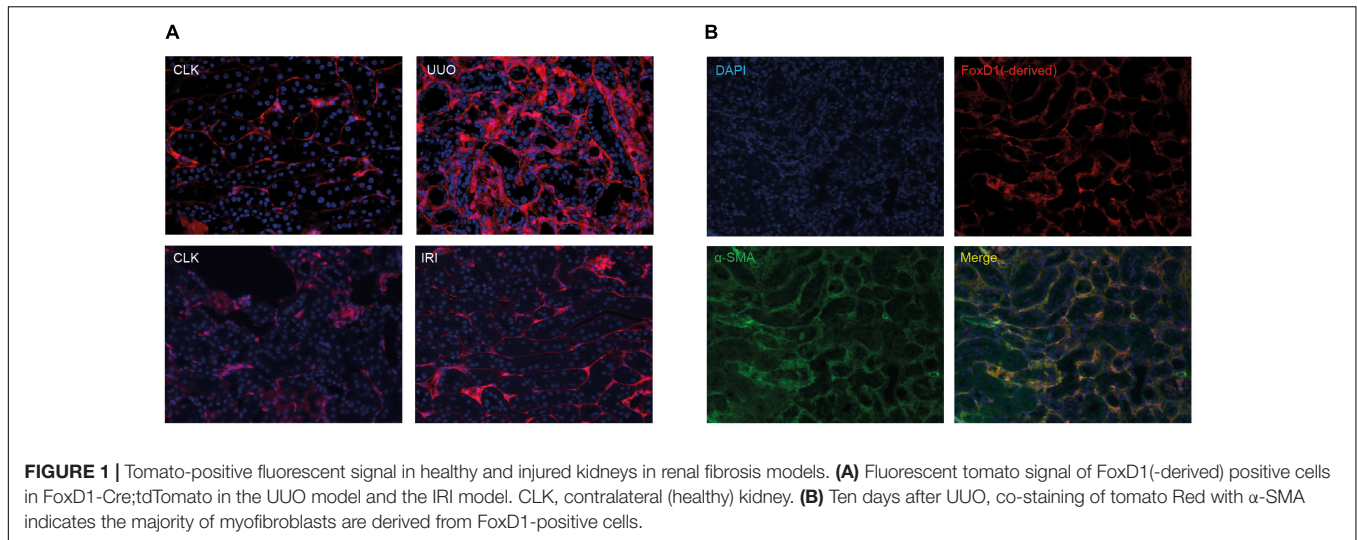 A
B
CLK
UUO
DAPI
FoxD1(-derived)
CLK
IRI
α-SMA
Merge
FIGURE 1 | Tomato-positive fluorescent signal in healthy and injured kidneys in renal fibrosis models. (A) Fluorescent tomato signal of FoxD1(-derived) positive cells
in FoxD1-Cre;tdTomato in the UUO model and the IRI model. CLK, contralateral (healthy) kidney. (B) Ten days after UUO, co-staining of tomato Red with α-SMA
indicates the majority of myofibroblasts are derived from FoxD1-positive cells.